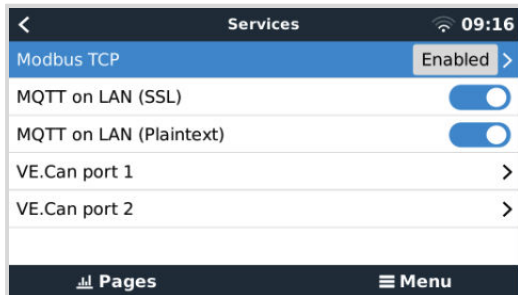 Services 09:16
Modbus TCP Enabled
MQTT on LAN (SSL)
MQTT on LAN (Plaintext)
VE.Can port 1
VE.Can port 2
Pages Menu